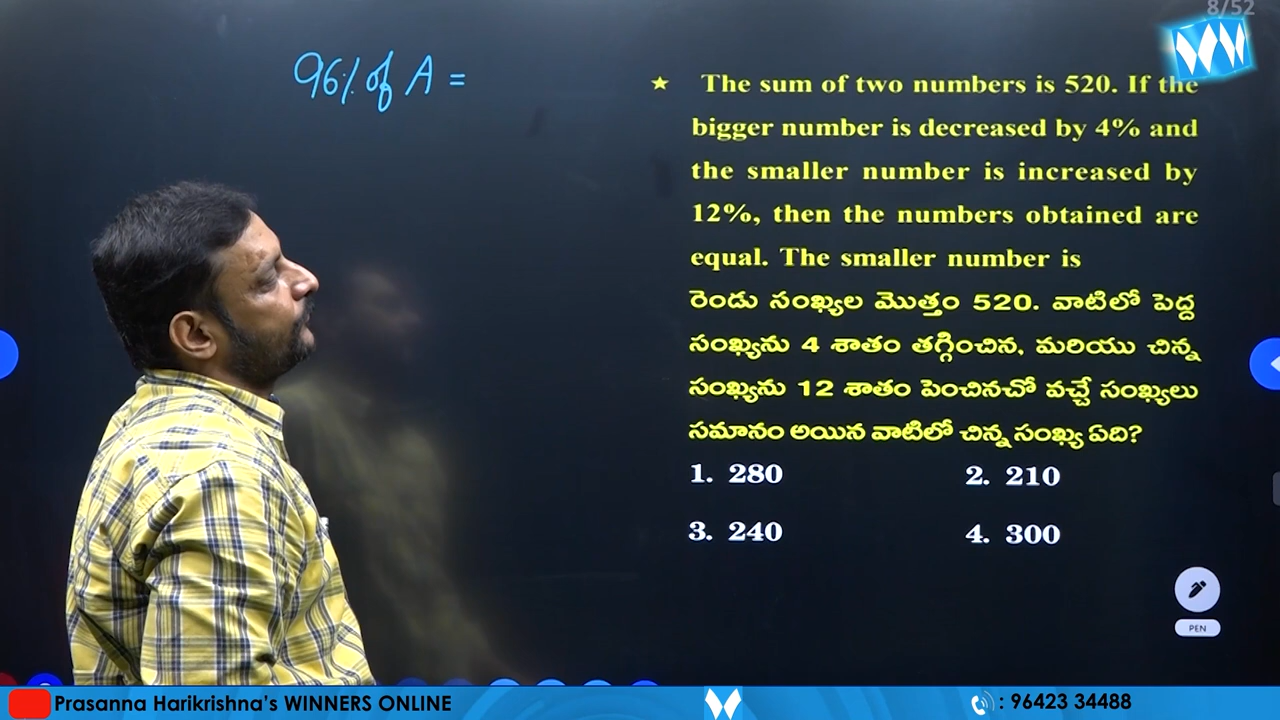 8/52
96% of A =
★ The sum of two numbers is 520. If the
bigger number is decreased by 4% and
the smaller number is increased by
12%, then the numbers obtained are
equal. The smaller number is
రెండు సంఖ్యల మొత్తం 520. వాటిలో పెద్ద
సంఖ్యను 4 శాతం తగ్గించిన, మరియు చిన్న
సంఖ్యను 12 శాతం పెంచినచో వచ్చే సంఖ్యలు
సమానం అయిన వాటిలో చిన్న సంఖ్య ఏది?
1. 280 2. 210
3. 240 4. 300
PEN
Prasanna Harikrishna's WINNERS ONLINE : 96423 34488